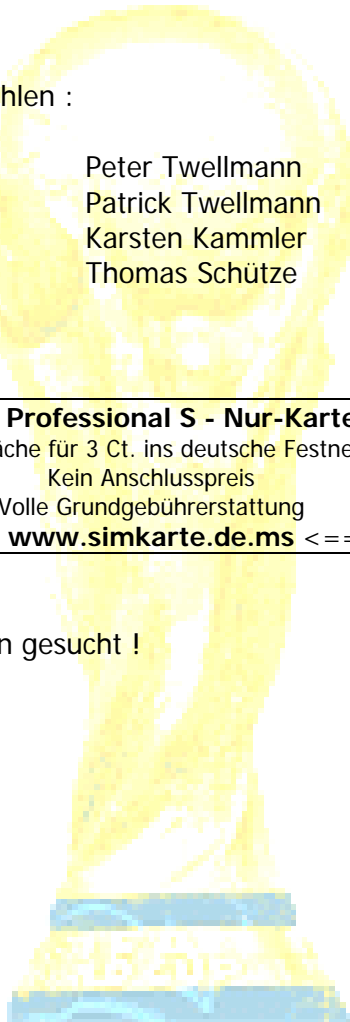 hlen :
Peter Twellmann
Patrick Twellmann
Karsten Kammler
Thomas Schütze
Professional S - Nur-Karte
äche für 3 Ct. ins deutsche Festne
Kein Anschlusspreis
Volle Grundgebührerstattung
www.simkarte.de.ms <==
n gesucht !